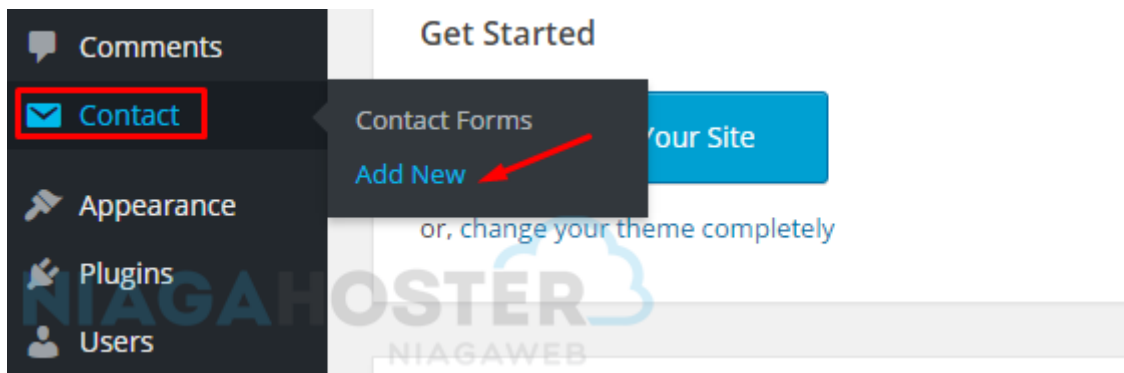 Comments
Contact
Appearance
Plugins
Users
Contact Forms
Add New
Get Started
Your Site
or, change your theme completely
NIAGAHOSTER
NIAGAWEB